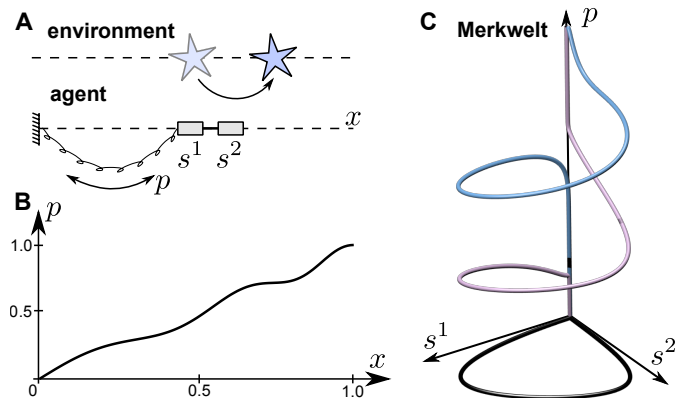 A
environment
agent
x
s¹ s²
p
B
p
1.0
0.5
0
0.5
1.0
x
C
Merkwelt
p
s¹
s²